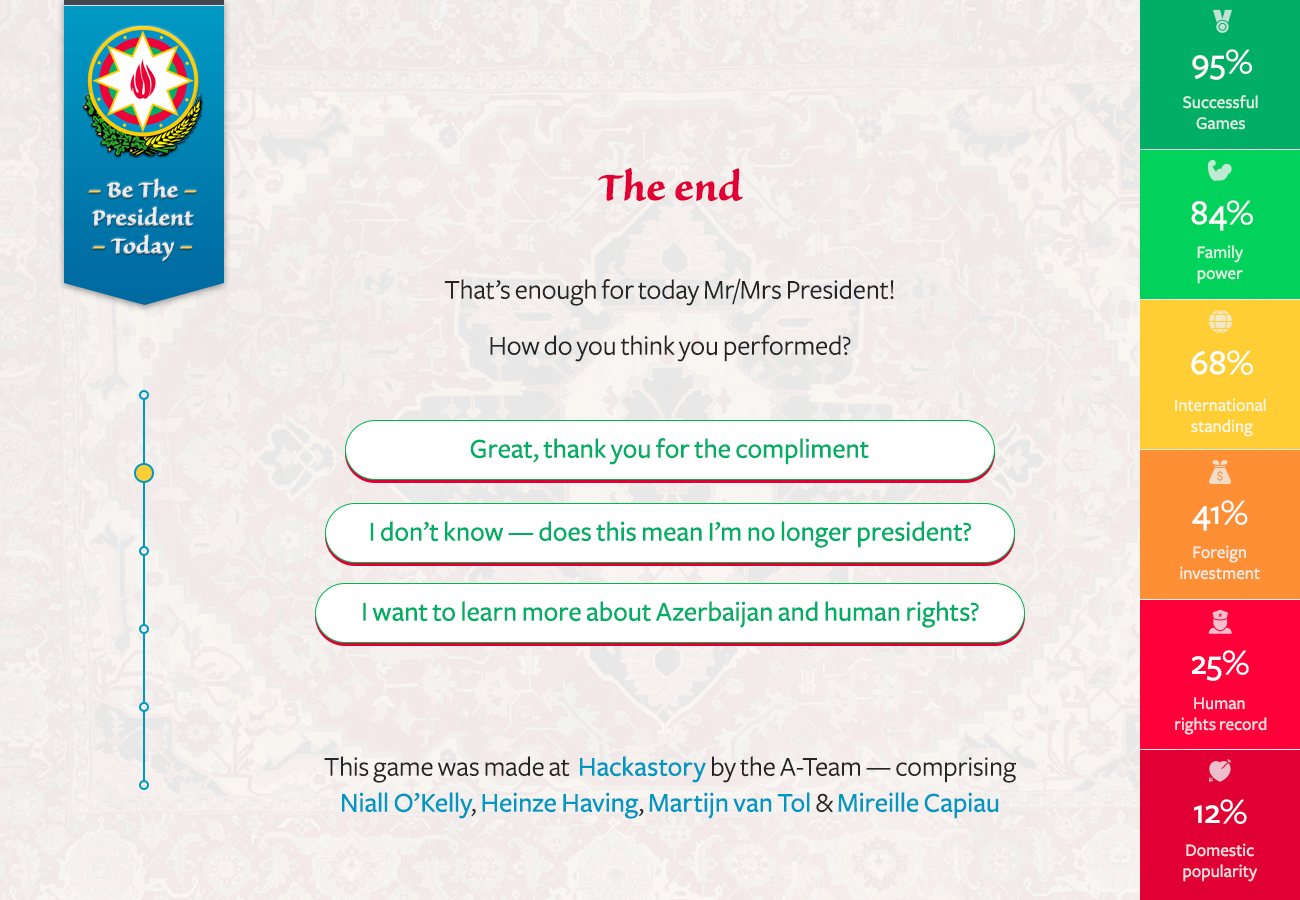 – Be The –
President
– Today –
The end
That’s enough for today Mr/Mrs President!
How do you think you performed?
Great, thank you for the compliment
I don’t know — does this mean I’m no longer president?
I want to learn more about Azerbaijan and human rights?
This game was made at Hackastory by the A-Team — comprising
Niall O’Kelly, Heinze Having, Martijn van Tol & Mireille Capiau
95%
Successful
Games
84%
Family
power
68%
International
standing
$
41%
Foreign
investment
25%
Human
rights record
12%
Domestic
popularity